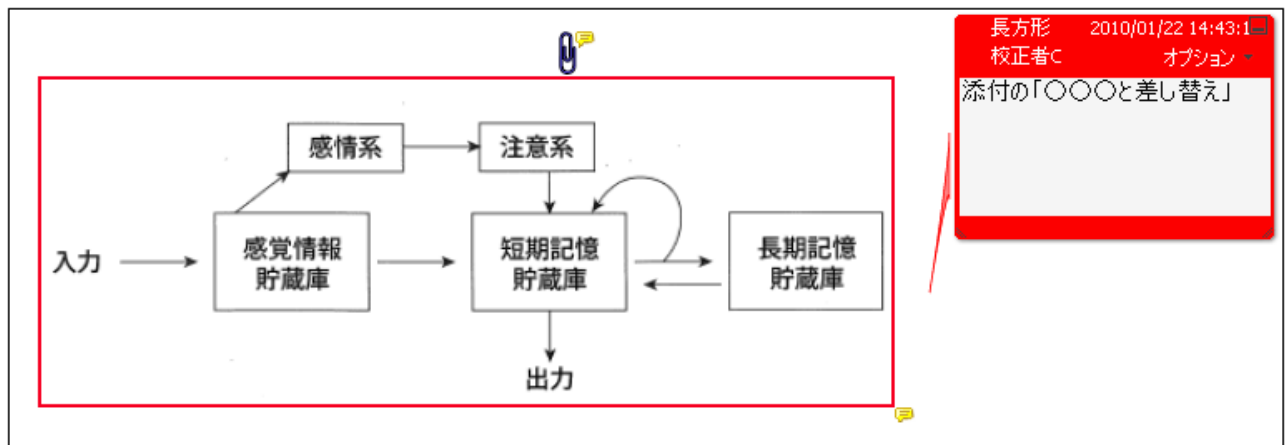 長方形 2010/01/22 14:43:1
校正者C オプション
添付の「〇〇〇と差し替え」
感情系
注意系
入力
感覚情報
貯蔵庫
短期記憶
貯蔵庫
長期記憶
貯蔵庫
出力